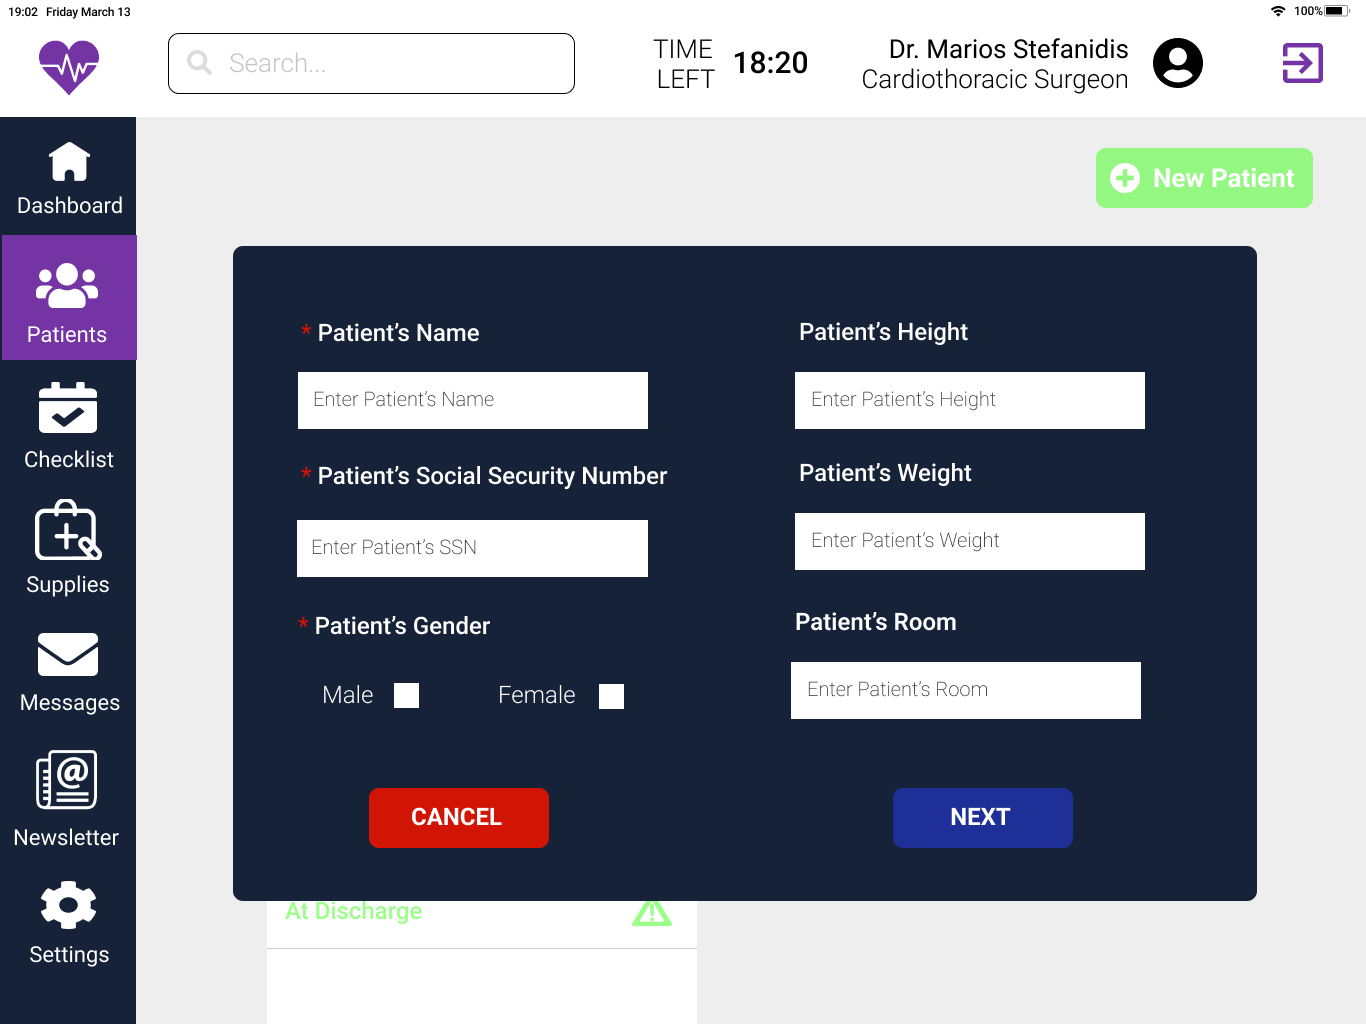 19:02 Friday March 13
100%
Search...
TIME LEFT
18:20
Dr. Marios Stefanidis
Cardiothoracic Surgeon
Dashboard
Patients
Checklist
Supplies
Messages
Newsletter
Settings
New Patient
* Patient’s Name
Enter Patient’s Name
* Patient’s Social Security Number
Enter Patient’s SSN
* Patient’s Gender
Male
Female
Patient’s Height
Enter Patient’s Height
Patient’s Weight
Enter Patient’s Weight
Patient’s Room
Enter Patient’s Room
CANCEL
NEXT
At Discharge